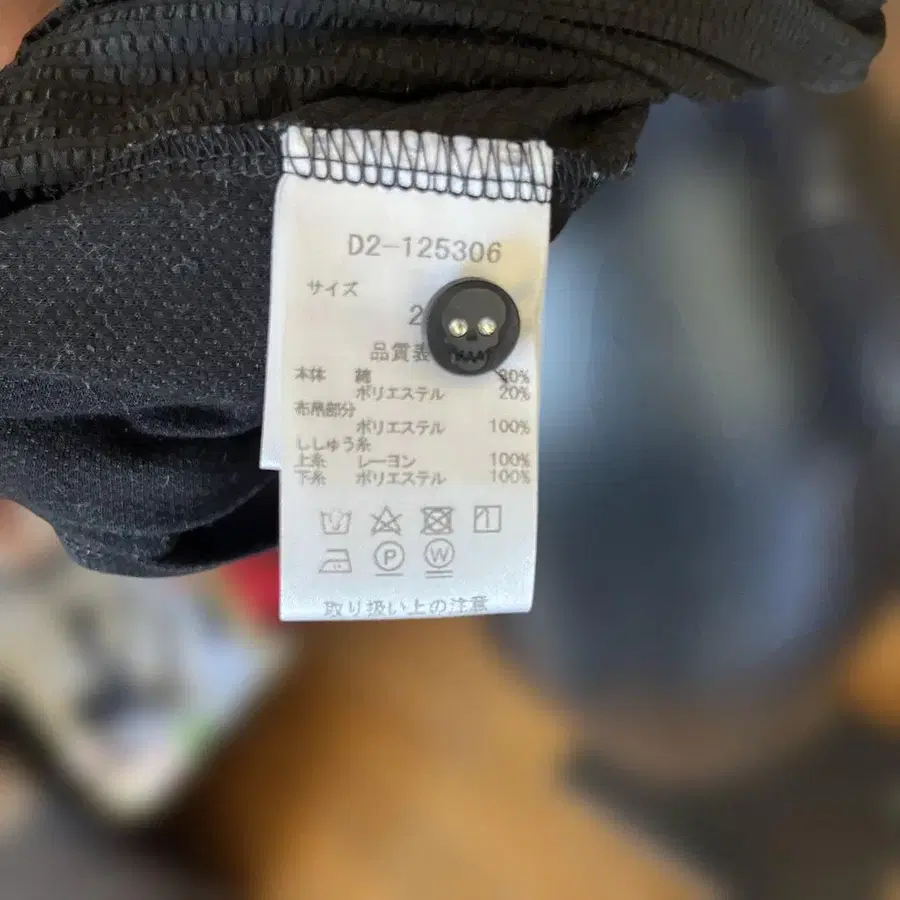 D2-125306
サイズ
2
品質表
本体 綿 80%
ポリエステル 20%
布帛部分
ポリエステル 100%
ししゅう糸
上糸 レーヨン 100%
下糸 ポリエステル 100%
P W
取り扱い上の注意